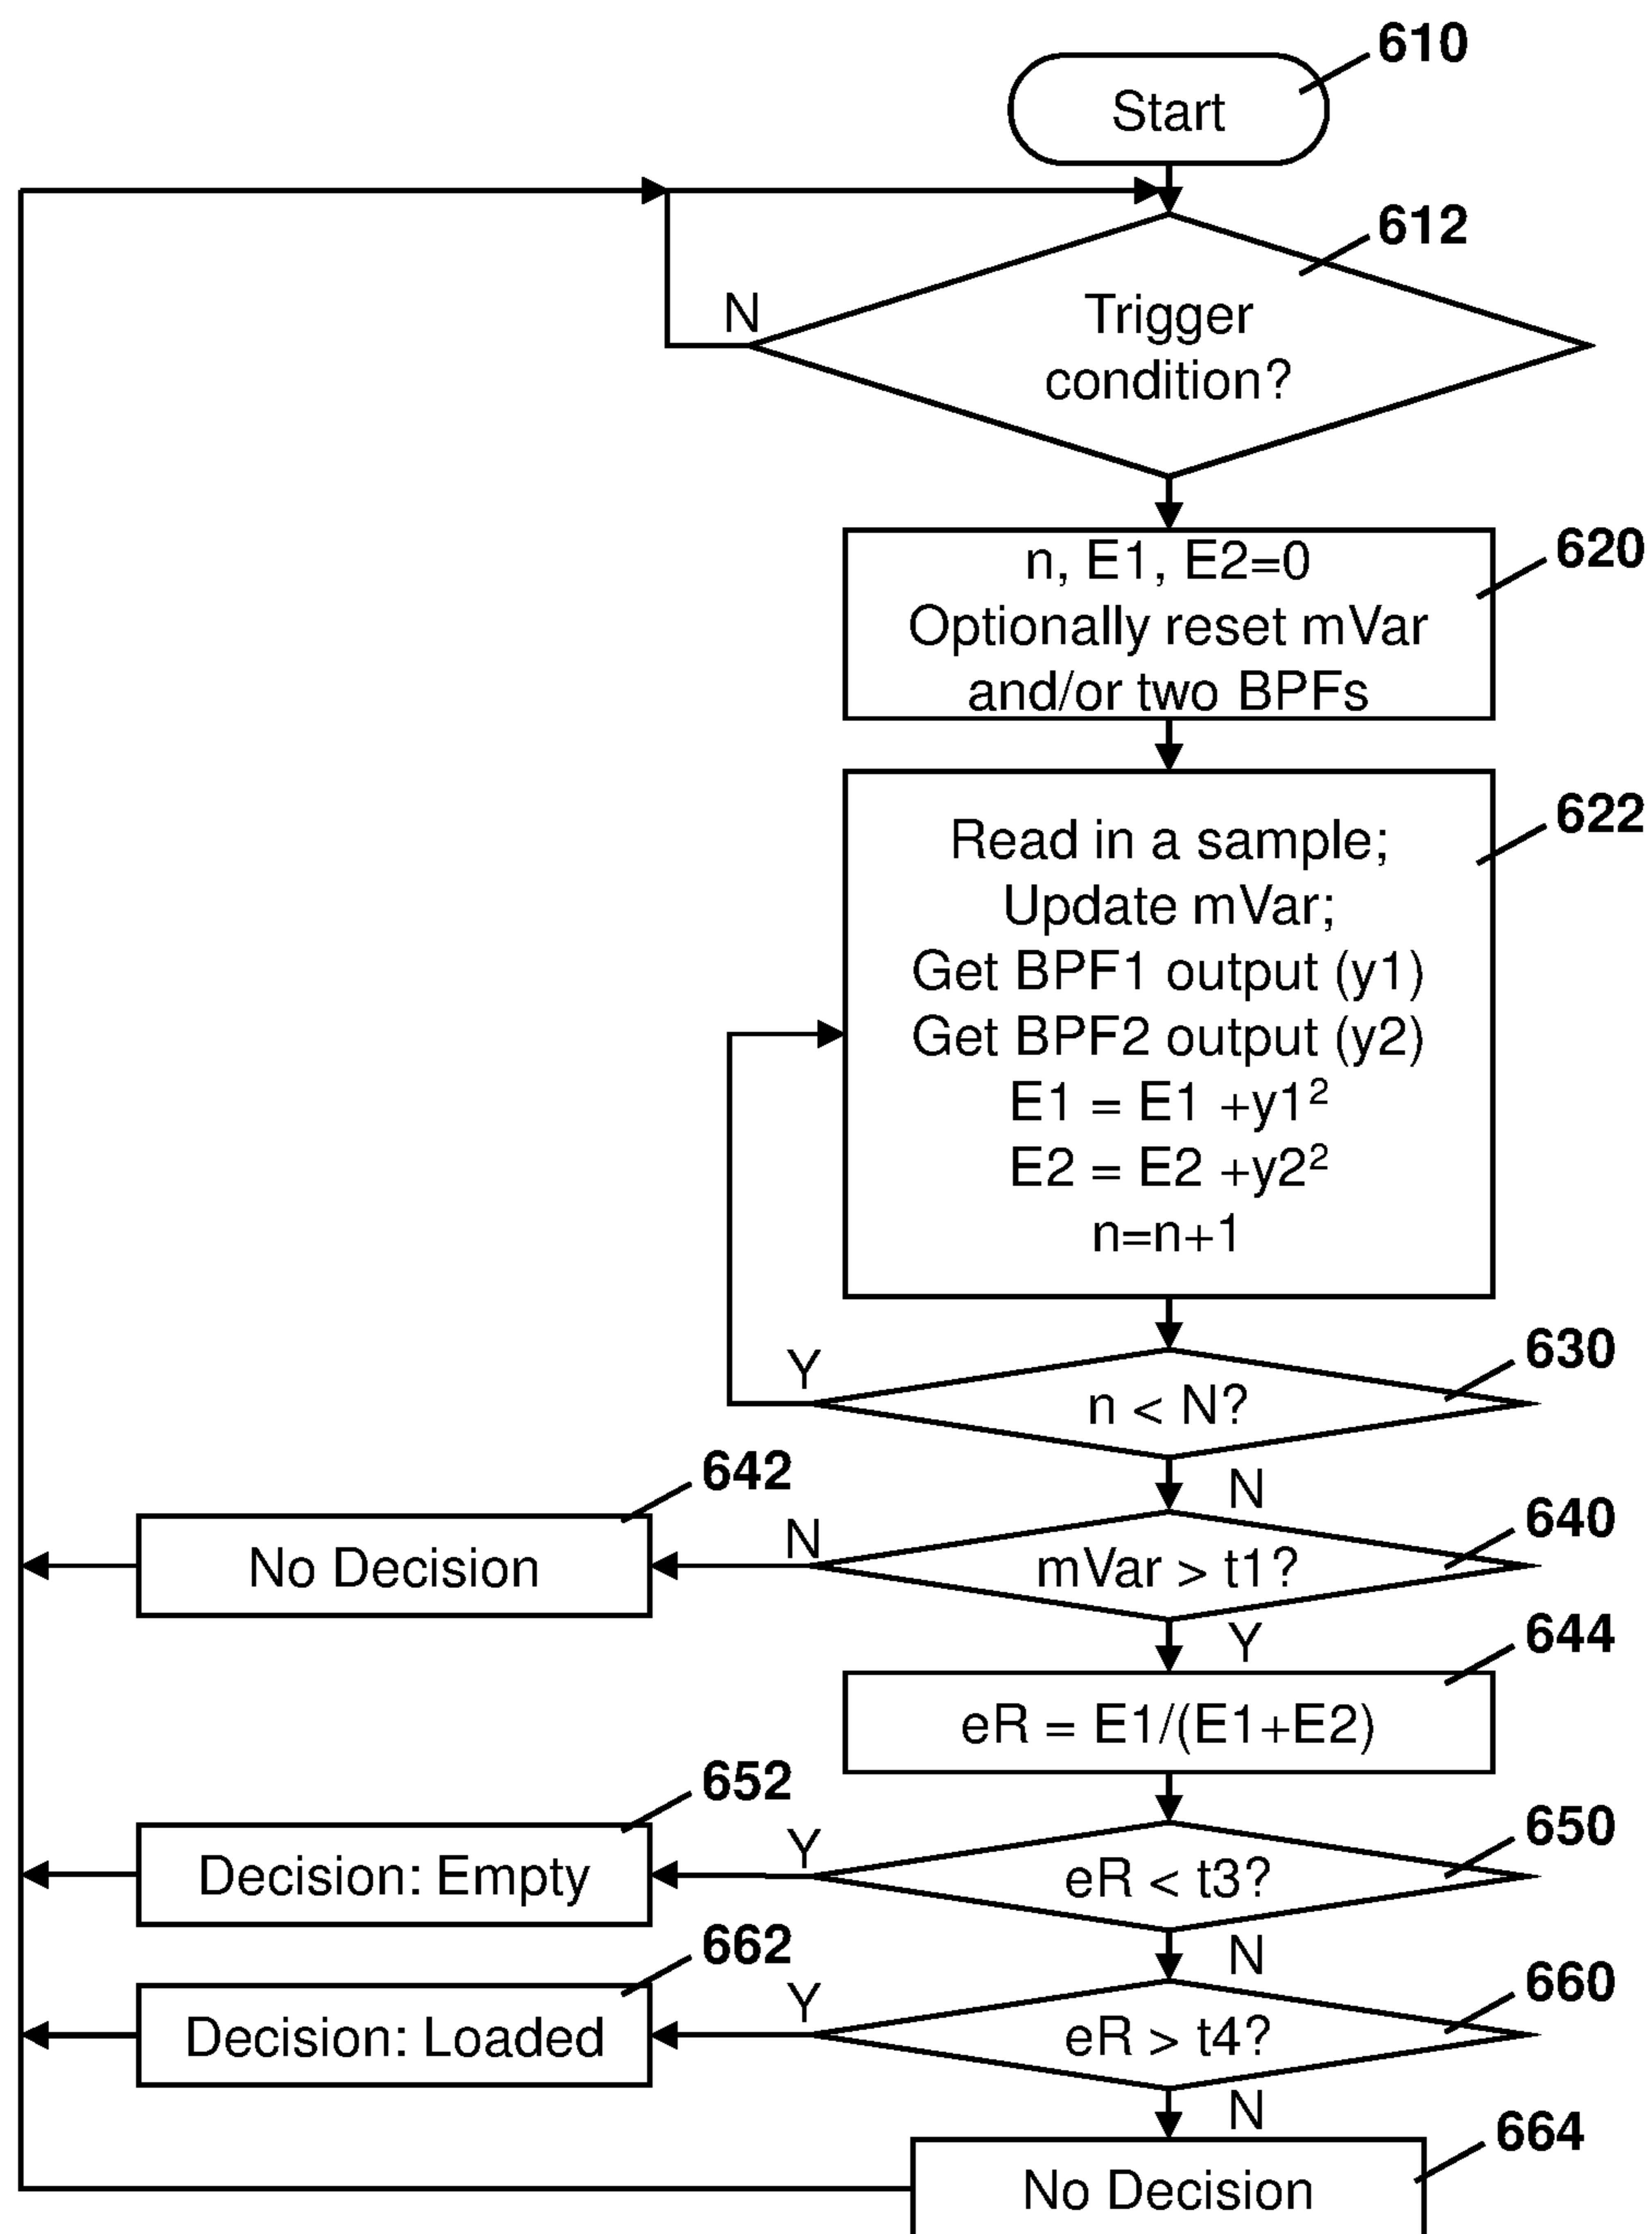 610
Start
612
N
Trigger
condition?
620
n, E1, E2=0
Optionally reset mVar
and/or two BPFs
622
Read in a sample;
Update mVar;
Get BPF1 output (y1)
Get BPF2 output (y2)
E1 = E1 +y1²
E2 = E2 +y2²
n=n+1
630
Y
n < N?
642
N
640
No Decision
N
mVar > t1?
Y
644
eR = E1/(E1+E2)
652
650
Decision: Empty
Y
eR < t3?
662
N
660
Decision: Loaded
Y
eR > t4?
N
664
No Decision